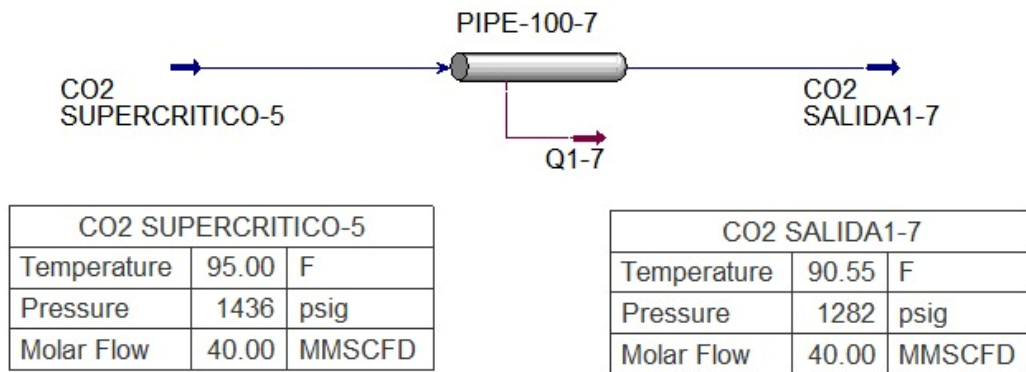 PIPE-100-7
CO2
SUPERCRITICO-5
CO2
SALIDA1-7
Q1-7
CO2 SUPERCRITICO-5
Temperature 95.00 F
Pressure 1436 psig
Molar Flow 40.00 MMSCFD
CO2 SALIDA1-7
Temperature 90.55 F
Pressure 1282 psig
Molar Flow 40.00 MMSCFD